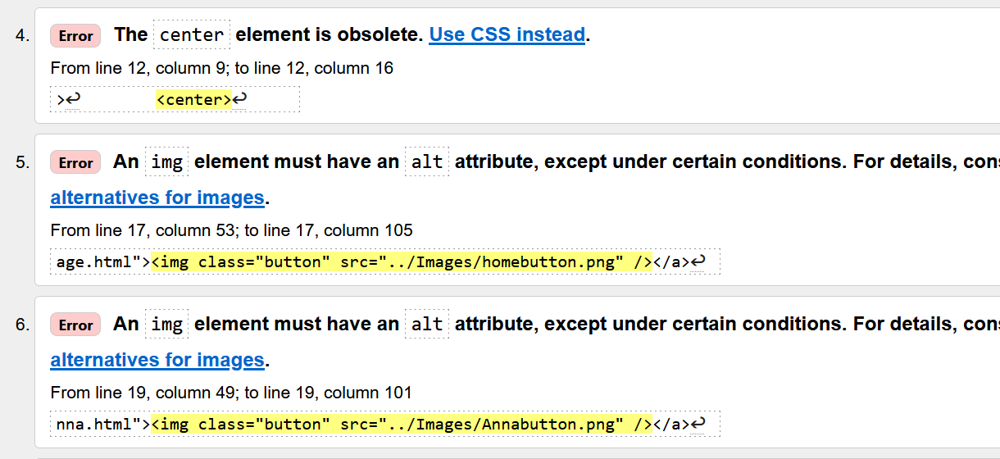 4. Error The center element is obsolete. Use CSS instead.
From line 12, column 9; to line 12, column 16
>↩ <center>↩
5. Error An img element must have an alt attribute, except under certain conditions. For details,
alternatives for images.
From line 17, column 53; to line 17, column 105
age.html"><img class="button" src="../Images/homebutton.png" /></a>↩
6. Error An img element must have an alt attribute, except under certain conditions. For details,
alternatives for images.
From line 19, column 49; to line 19, column 101
nna.html"><img class="button" src="../Images/Annabutton.png" /></a>↩